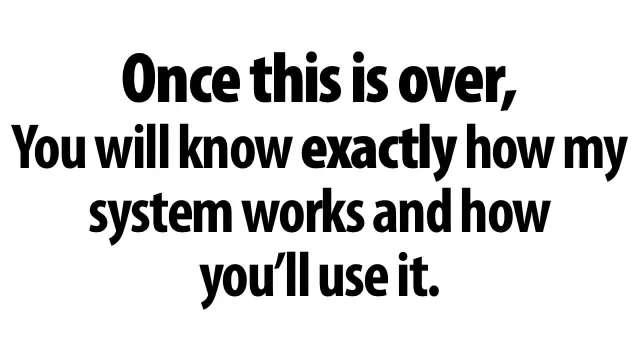 Once this is over,
You will know exactly how my
system works and how
you’ll use it.